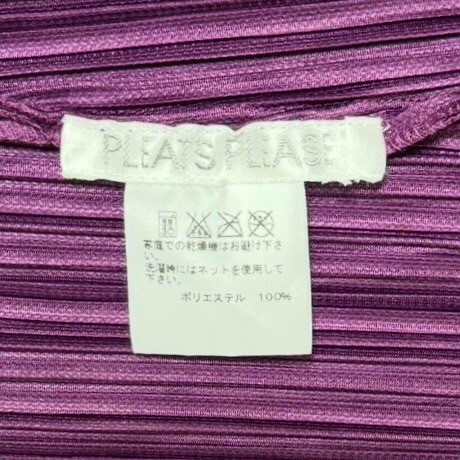 PLEATS PLEASE
家庭での乾燥機はお避け下さい。
洗濯時にはネットを使用して下さい。
ポリエステル 100%